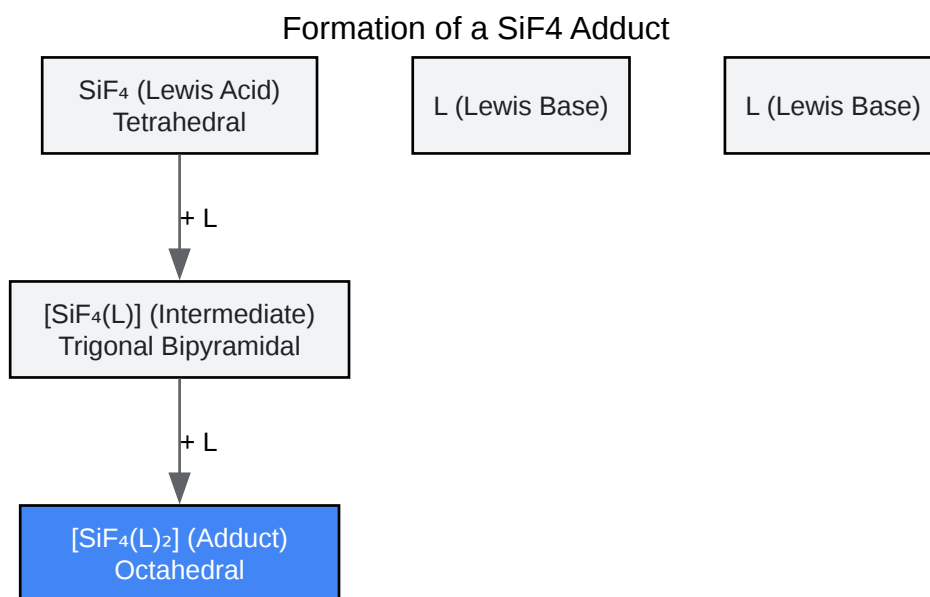 Formation of a SiF4 Adduct
SiF₄ (Lewis Acid)
Tetrahedral
L (Lewis Base)
L (Lewis Base)
+ L
[SiF₄(L)] (Intermediate)
Trigonal Bipyramidal
+ L
[SiF₄(L)₂] (Adduct)
Octahedral